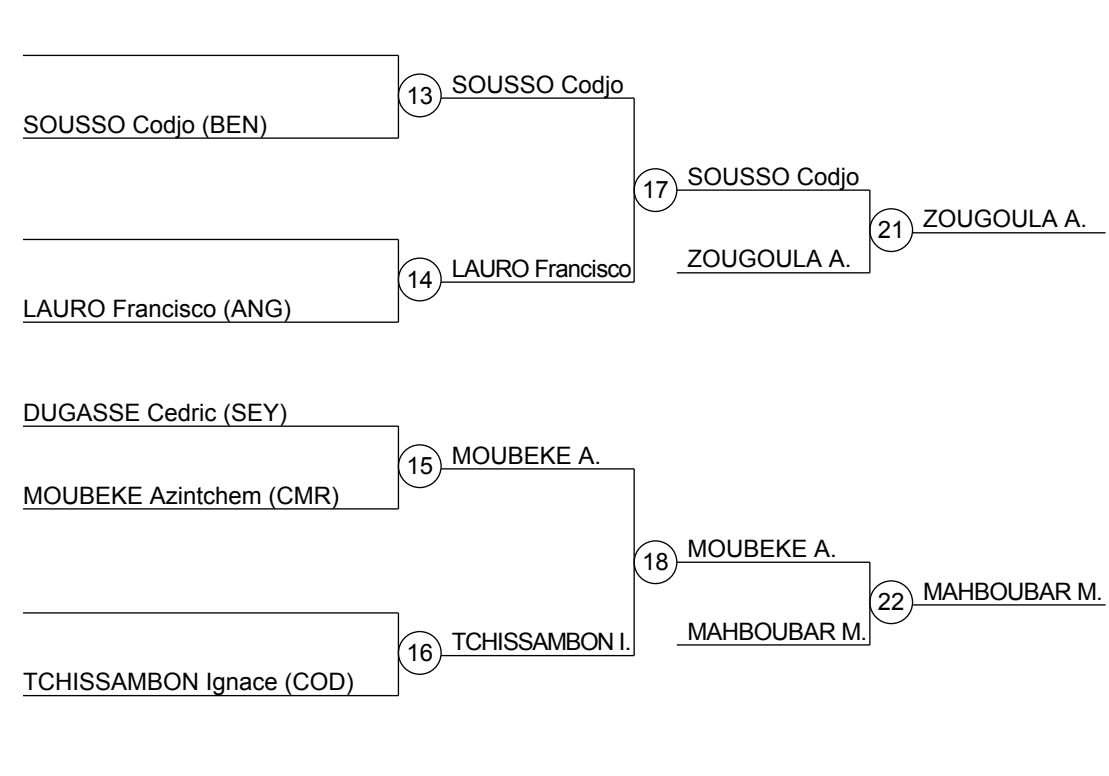 13
SOUSSO Codjo
SOUSSO Codjo (BEN)
17
SOUSSO Codjo
21
ZOUGOULA A.
ZOUGOULA A.
14
LAURO Francisco
LAURO Francisco (ANG)
DUGASSE Cedric (SEY)
15
MOUBEKE A.
MOUBEKE Azintchem (CMR)
18
MOUBEKE A.
22
MAHBOUBAR M.
MAHBOUBAR M.
16
TCHISSAMBON I.
TCHISSAMBON Ignace (COD)